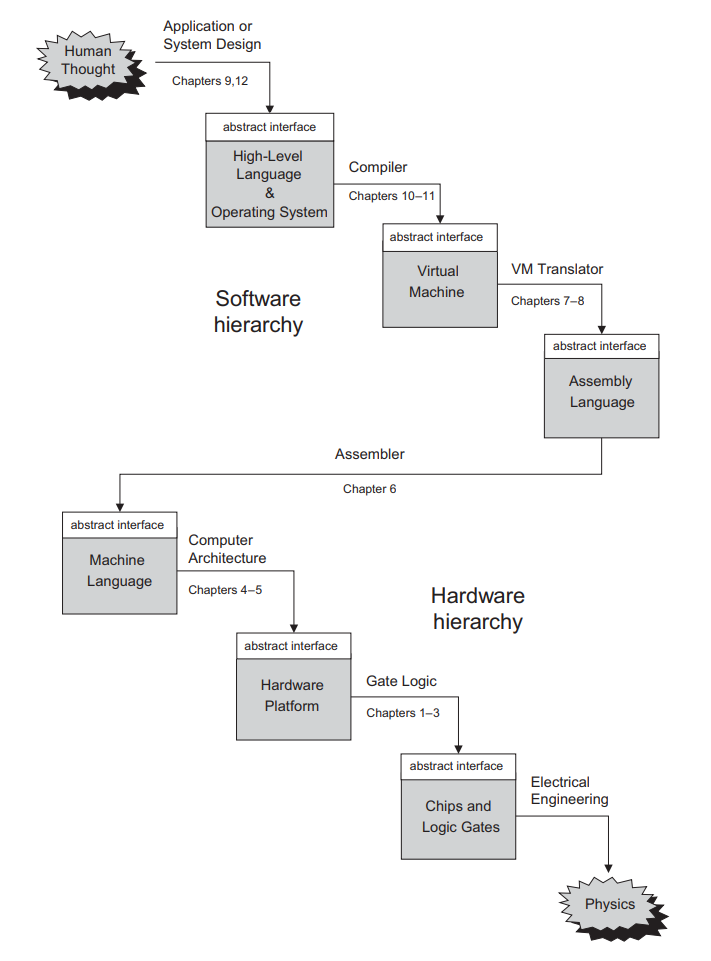 Application or
System Design
Human
Thought
Chapters 9,12
abstract interface
High-Level
Language
&
Operating System
Compiler
Chapters 10–11
abstract interface
Virtual
Machine
VM Translator
Chapters 7–8
Software
hierarchy
abstract interface
Assembly
Language
Assembler
Chapter 6
abstract interface
Machine
Language
Computer
Architecture
Chapters 4–5
Hardware
hierarchy
abstract interface
Hardware
Platform
Gate Logic
Chapters 1–3
abstract interface
Chips and
Logic Gates
Electrical
Engineering
Physics